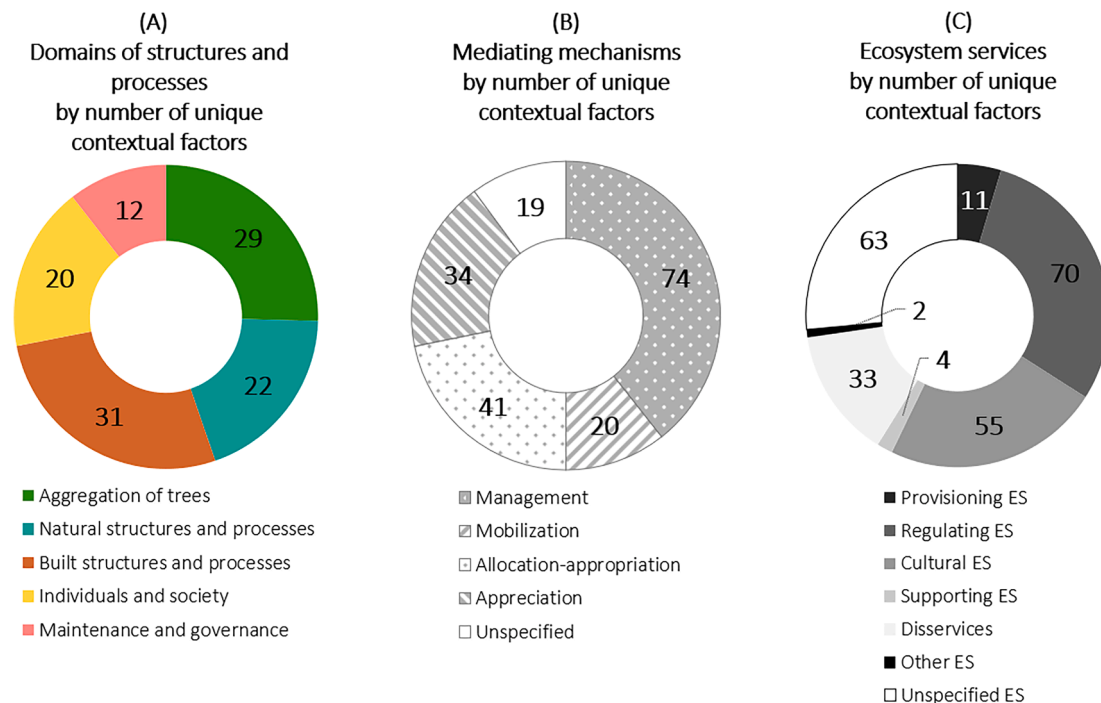 (A)
Domains of structures and
processes
by number of unique
contextual factors
12
29
20
22
31
Aggregation of trees
Natural structures and processes
Built structures and processes
Individuals and society
Maintenance and governance
(B)
Mediating mechanisms
by number of unique
contextual factors
19
34
74
41
20
Management
Mobilization
Allocation-appropriation
Appreciation
Unspecified
(C)
Ecosystem services
by number of unique
contextual factors
11
63
70
2
4
33
55
Provisioning ES
Regulating ES
Cultural ES
Supporting ES
Disservices
Other ES
Unspecified ES